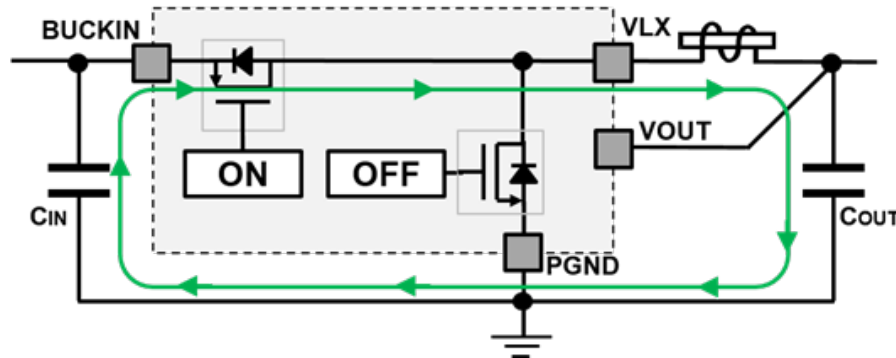 BUCKIN
VLX
VOUT
ON
OFF
CIN
COUT
PGND